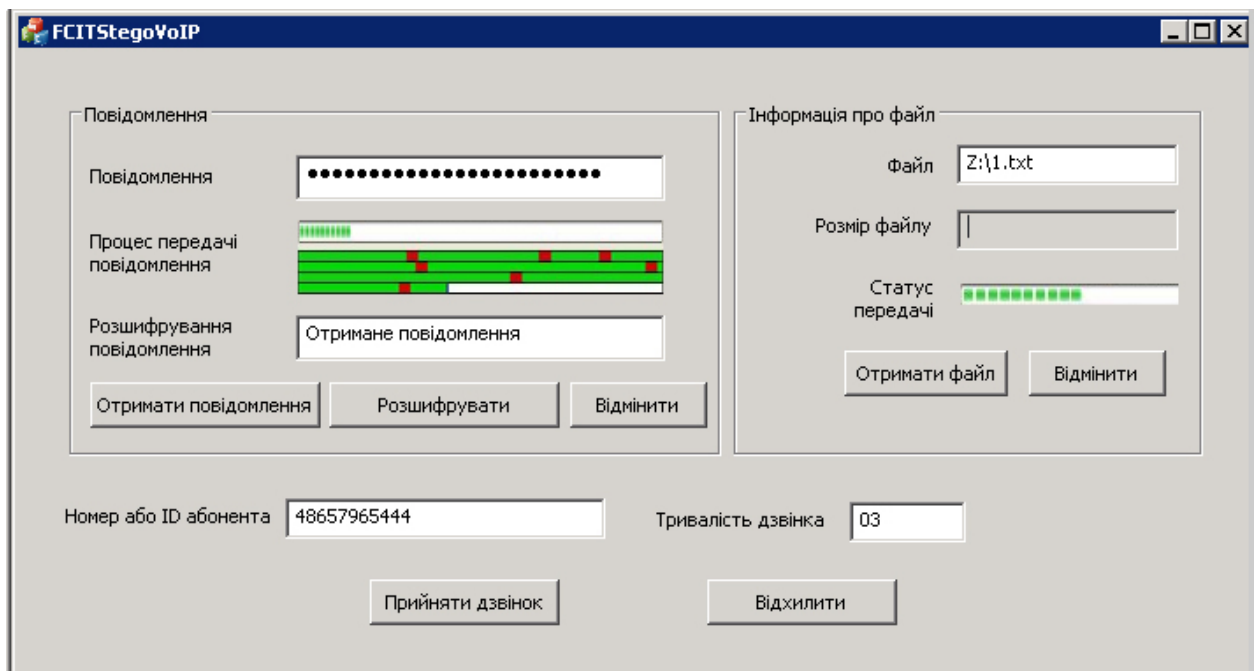 FCITStegoVoIP
Повідомлення
Повідомлення
●●●●●●●●●●●●●●●●●●●●●●●●
Процес передачі
повідомлення
Розшифрування
повідомлення
Отримане повідомлення
Отримати повідомлення
Розшифрувати
Відмінити
Інформація про файл
Файл
Z:\1.txt
Розмір файлу
Статус
передачі
Отримати файл
Відмінити
Номер або ID абонента
48657965444
Тривалість дзвінка
03
Прийняти дзвінок
Відхилити